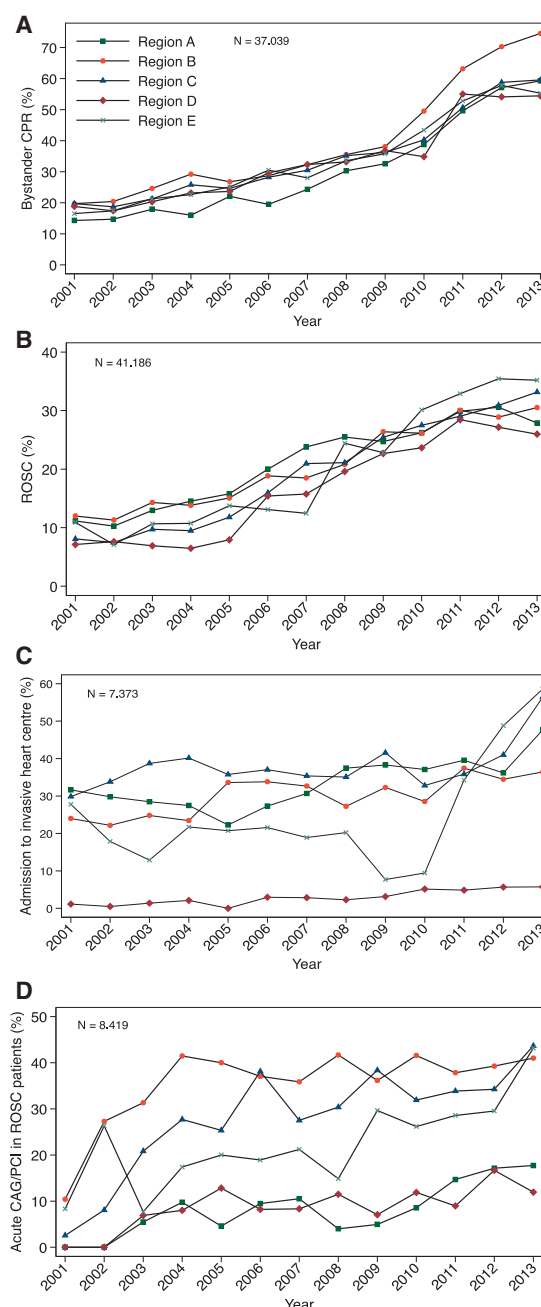 A
Bystander CPR (%)
70
60
50
40
30
20
10
0
Region A
Region B
Region C
Region D
Region E
N = 37.039
2001 2002 2003 2004 2005 2006 2007 2008 2009 2010 2011 2012 2013
Year
B
ROSC (%)
40
30
20
10
0
N = 41.186
2001 2002 2003 2004 2005 2006 2007 2008 2009 2010 2011 2012 2013
Year
C
Admission to invasive heart centre (%)
60
50
40
30
20
10
0
N = 7.373
2001 2002 2003 2004 2005 2006 2007 2008 2009 2010 2011 2012 2013
Year
D
Acute CAG/PCI in ROSC patients (%)
50
40
30
20
10
0
N = 8.419
2001 2002 2003 2004 2005 2006 2007 2008 2009 2010 2011 2012 2013
Year